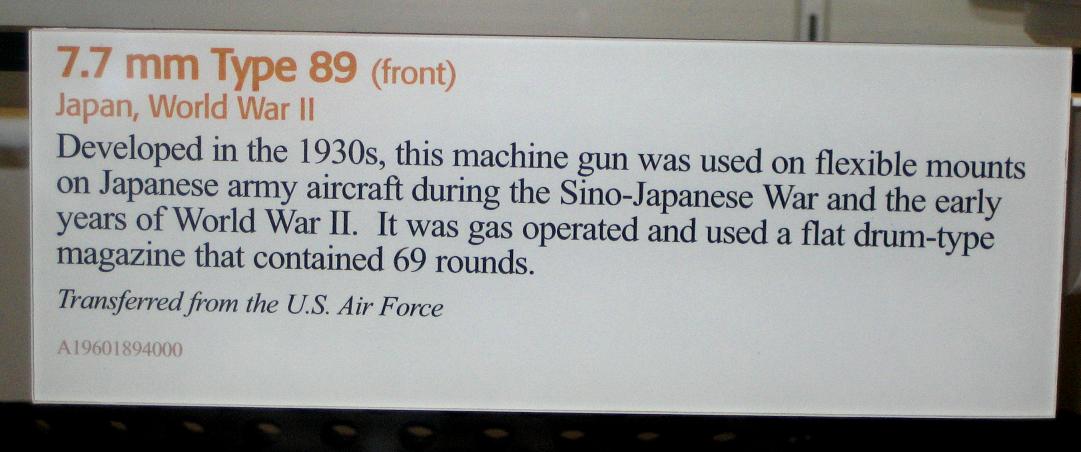 7.7 mm Type 89 (front)
Japan, World War II
Developed in the 1930s, this machine gun was used on flexible mounts
on Japanese army aircraft during the Sino-Japanese War and the early
years of World War II.  It was gas operated and used a flat drum-type
magazine that contained 69 rounds.
Transferred from the U.S. Air Force
A19601894000